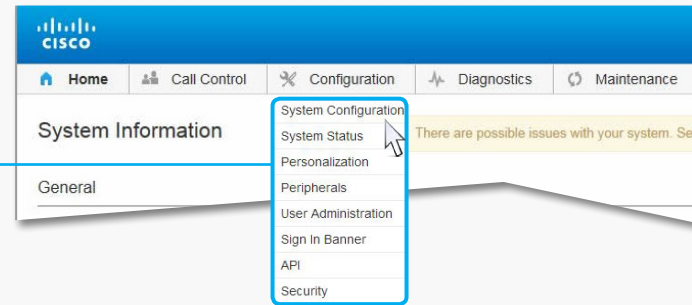 CISCO
Home Call Control Configuration Diagnostics Maintenance
System Information
There are possible issues with your system. Se
General
System Configuration
System Status
Personalization
Peripherals
User Administration
Sign In Banner
API
Security